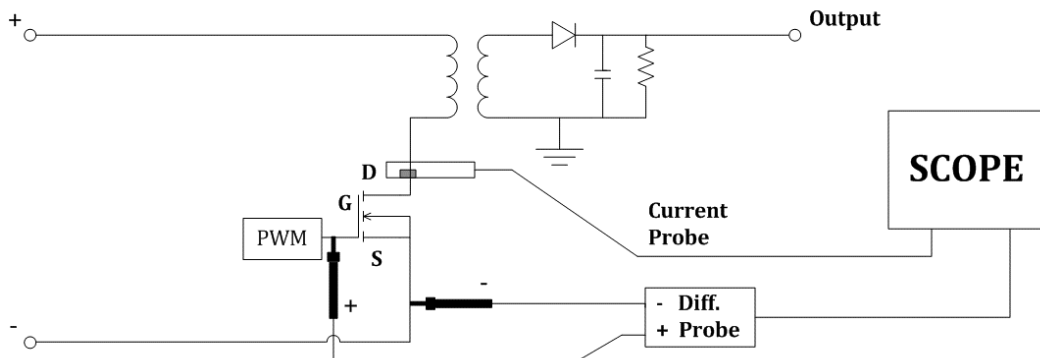 +
Output
D
SCOPE
G
Current
Probe
PWM
S
+
-
- Diff.
+ Probe
-